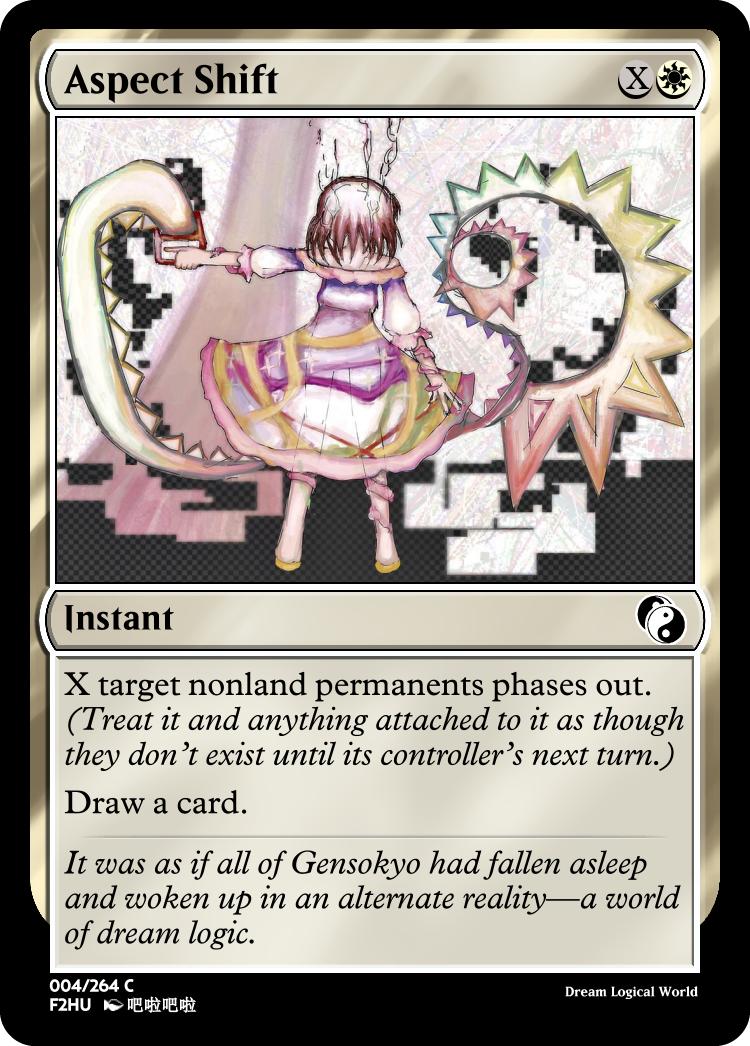 Aspect Shift X
Instant
X target nonland permanents phases out.
(Treat it and anything attached to it as though
they don't exist until its controller's next turn.)
Draw a card.
It was as if all of Gensokyo had fallen asleep
and woken up in an alternate reality—a world
of dream logic.
004/264 C
F2HU 吧啦吧啦
Dream Logical World